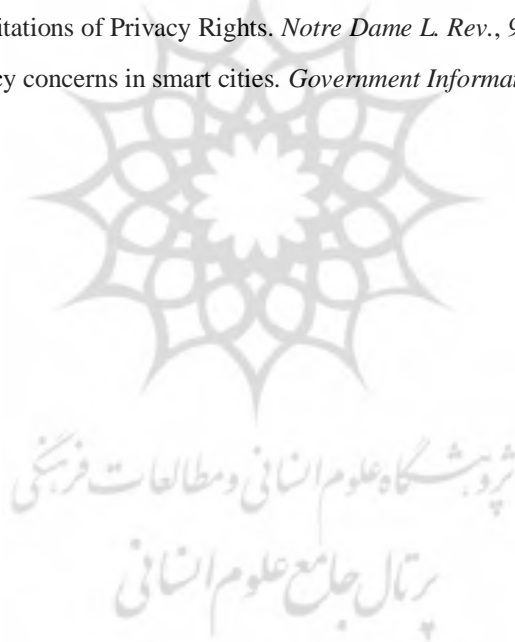 itations of Privacy Rights. Notre Dame L. Rev., 9
cy concerns in smart cities. Government Informa
پژوهشگاه علوم انسانی و مطالعات فرهنگی
پرتال جامع علوم انسانی